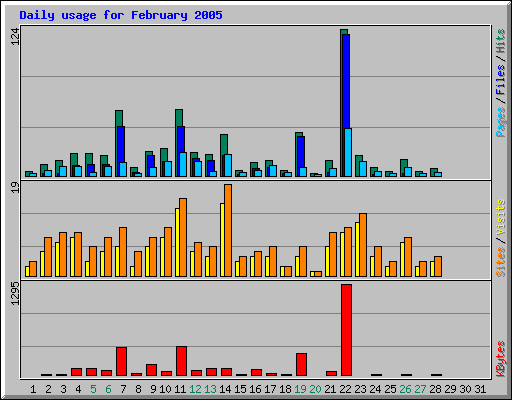 Daily usage for February 2005
124
Pages / Files / Hits
19
Sites / Visits
1295
KBytes
1 2 3 4 5 6 7 8 9 10 11 12 13 14 15 16 17 18 19 20 21 22 23 24 25 26 27 28 29 30 31